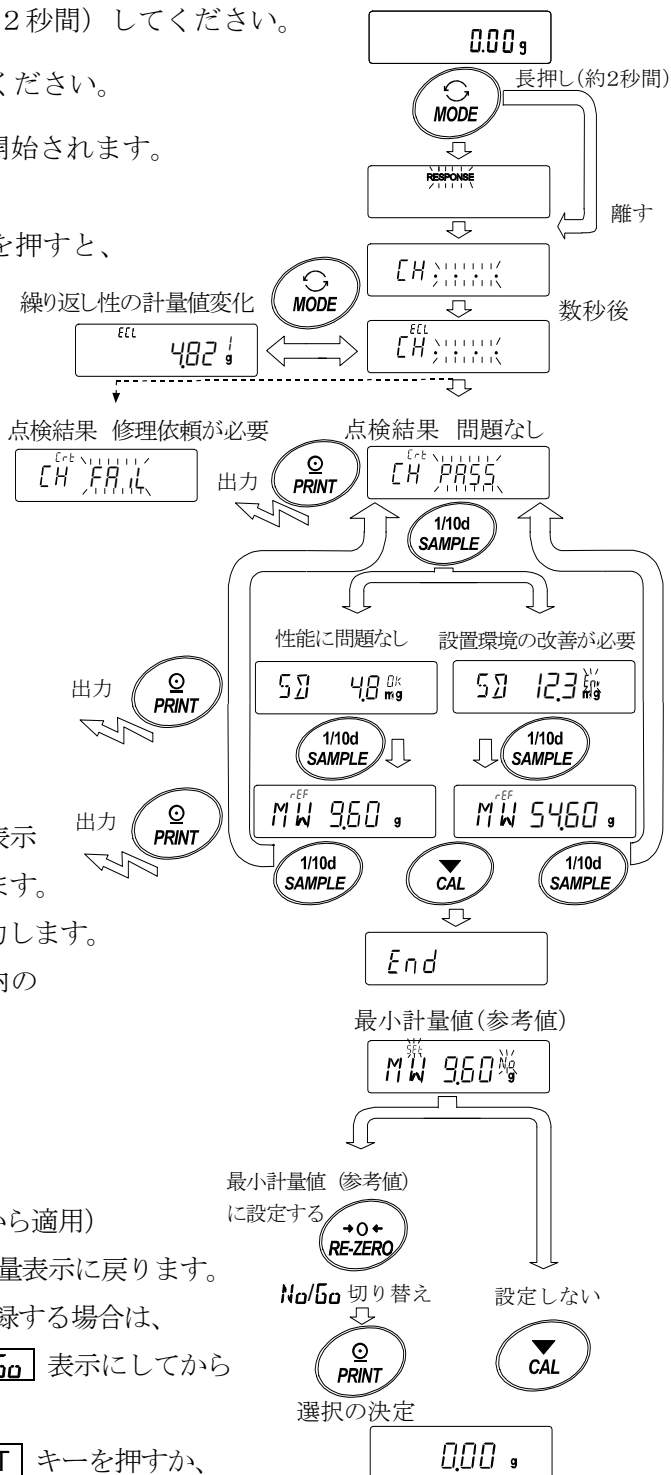 ２秒間）してください。
0.00 g
ください。
長押し(約2秒間)
MODE
開始されます。
RESPONSE
離す
を押すと、
CH
繰り返し性の計量値変化
MODE
数秒後
ECL
4.82 g
ECL
CH
点検結果 修理依頼が必要
点検結果 問題なし
Crt
CH FAiL
出力
PRINT
Crt
CH PASS
1/10d
SAMPLE
性能に問題なし
設置環境の改善が必要
出力
PRINT
SD 4.8 mg
OK
SD 12.3 mg
1/10d
SAMPLE
1/10d
SAMPLE
出力
PRINT
rEF
MW 9.60 g
rEF
MW 54.60 g
表示
1/10d
SAMPLE
CAL
1/10d
SAMPLE
ます。
力します。
End
内の
最小計量値(参考値)
SEt
MW 9.60 g
No
最小計量値（参考値）
に設定する
から適用）
→0←
RE-ZERO
量表示に戻ります。
No/Go 切り替え
設定しない
録する場合は、
PRINT
CAL
Go 表示にしてから
選択の決定
T キーを押すか、
0.00 g